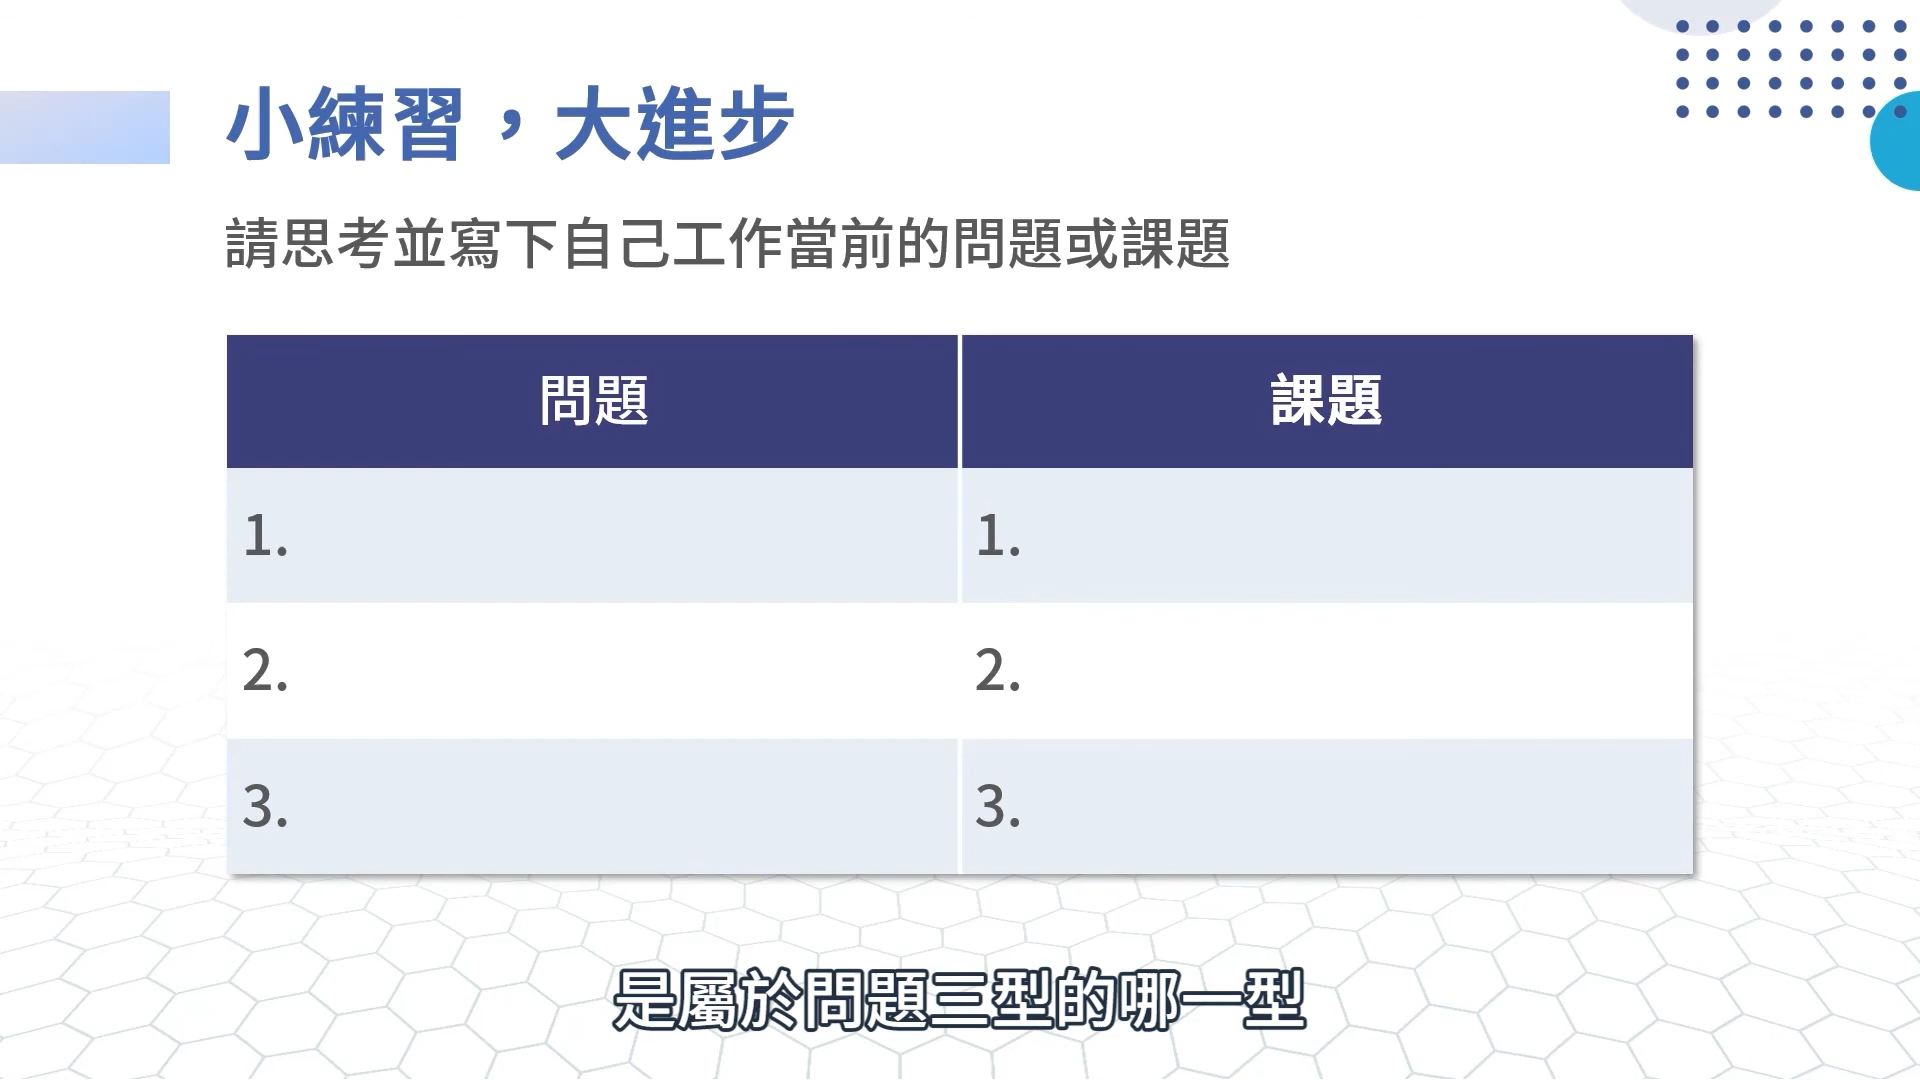 小練習，大進步
請思考並寫下自己工作當前的問題或課題
問題
課題
1.
1.
2.
2.
3.
3.
是屬於問題三型的哪一型